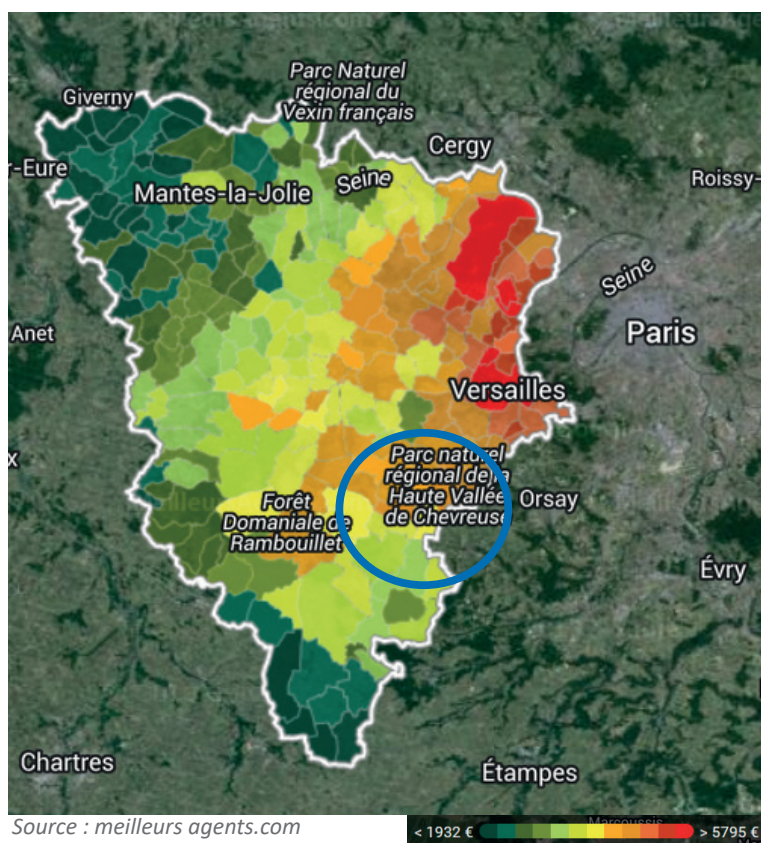 Parc Naturel
régional du
Vexin français
Giverny
Cergy
r-Eure
Mantes-la-Jolie
Seine
Roissy-
Seine
Anet
Paris
Versailles
x
Parc naturel
régional de la
Haute Vallée
de Chevreuse
Orsay
Forêt
Domaniale de
Rambouillet
Évry
Chartres
Étampes
Source : meilleurs agents.com
Marcoussis
< 1932 €
> 5795 €